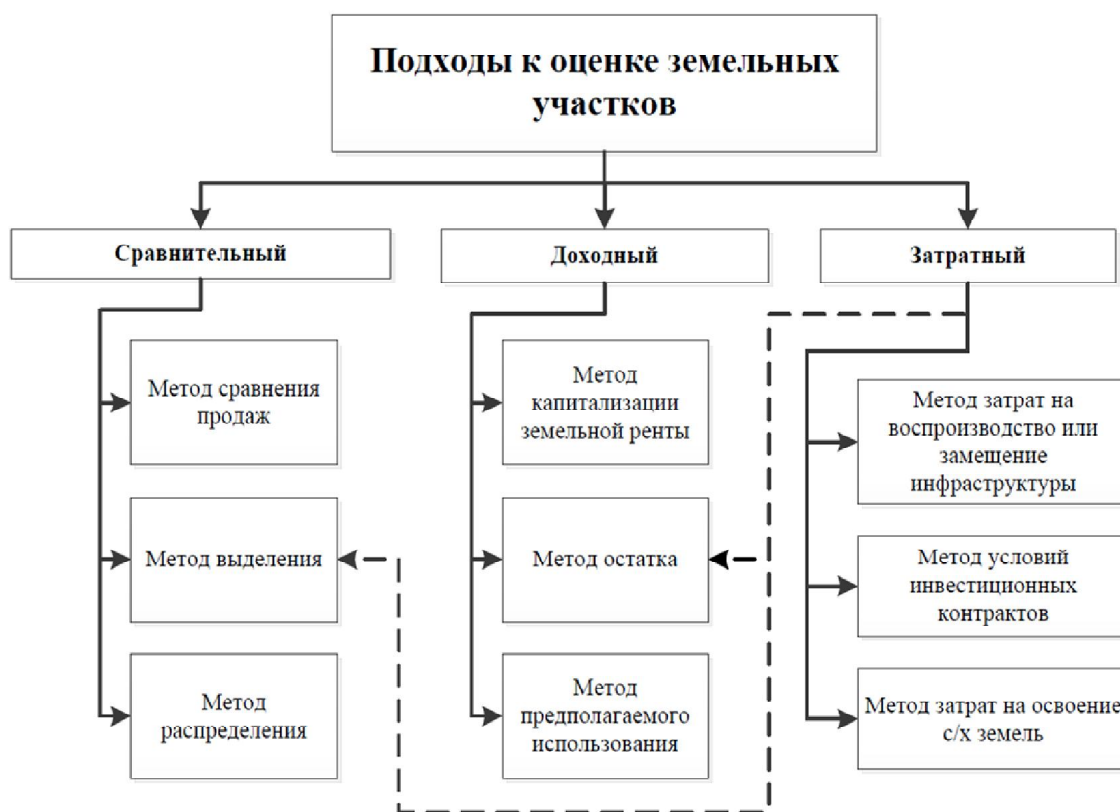 Подходы к оценке земельных
участков
Сравнительный
Доходный
Затратный
Метод сравнения
продаж
Метод выделения
Метод
распределения
Метод
капитализации
земельной ренты
Метод остатка
Метод
предполагаемого
использования
Метод затрат на
воспроизводство или
замещение
инфраструктуры
Метод условий
инвестиционных
контрактов
Метод затрат на освоение
с/х земель